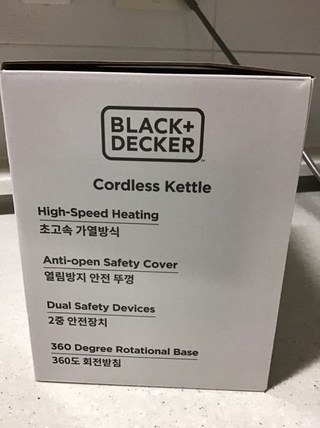 BLACK+
DECKER
Cordless Kettle
High-Speed Heating
초고속 가열방식
Anti-open Safety Cover
열림방지 안전 뚜껑
Dual Safety Devices
2중 안전장치
360 Degree Rotational Base
360도 회전받침